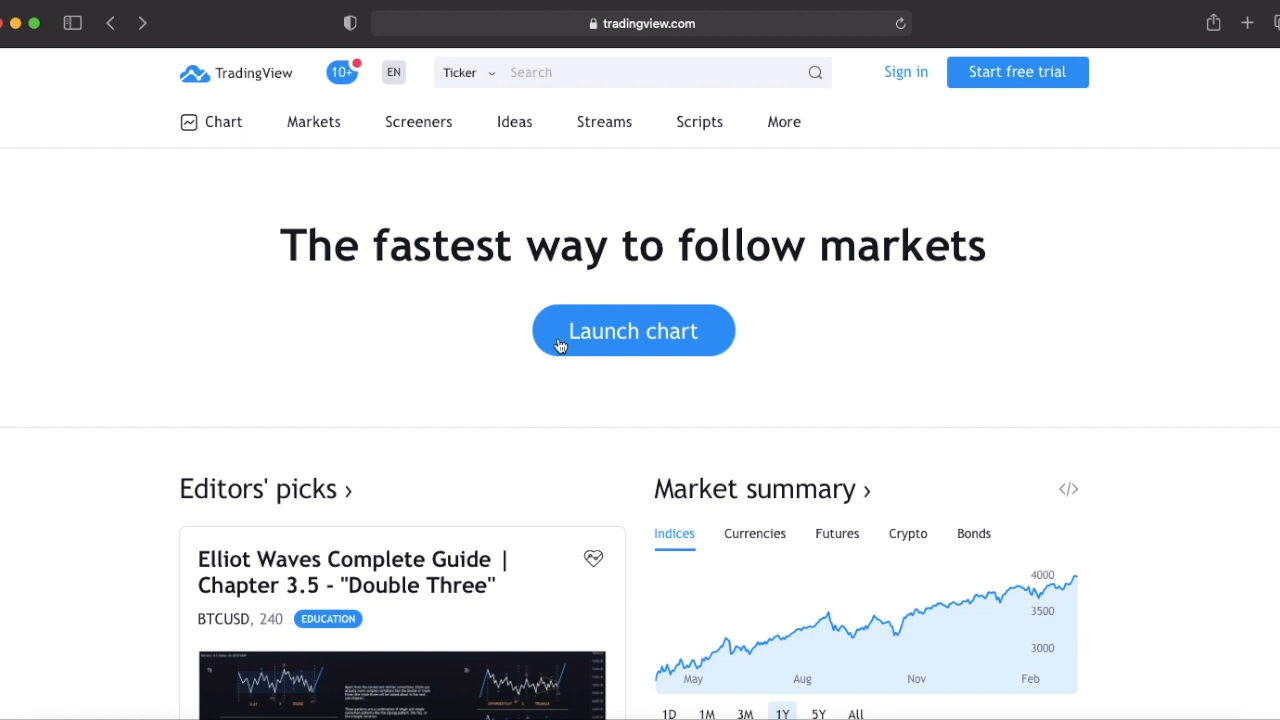 tradingview.com
TradingView
10+
EN
Ticker
Search
Sign in
Start free trial
Chart
Markets
Screeners
Ideas
Streams
Scripts
More
The fastest way to follow markets
Launch chart
Editors' picks ›
Market summary ›
</>
Indices
Currencies
Futures
Crypto
Bonds
Elliot Waves Complete Guide |
Chapter 3.5 - "Double Three"
BTCUSD, 240
EDUCATION
4000
3500
3000
May
Aug
Nov
Feb
1D
1M
3M
1Y
5Y
All